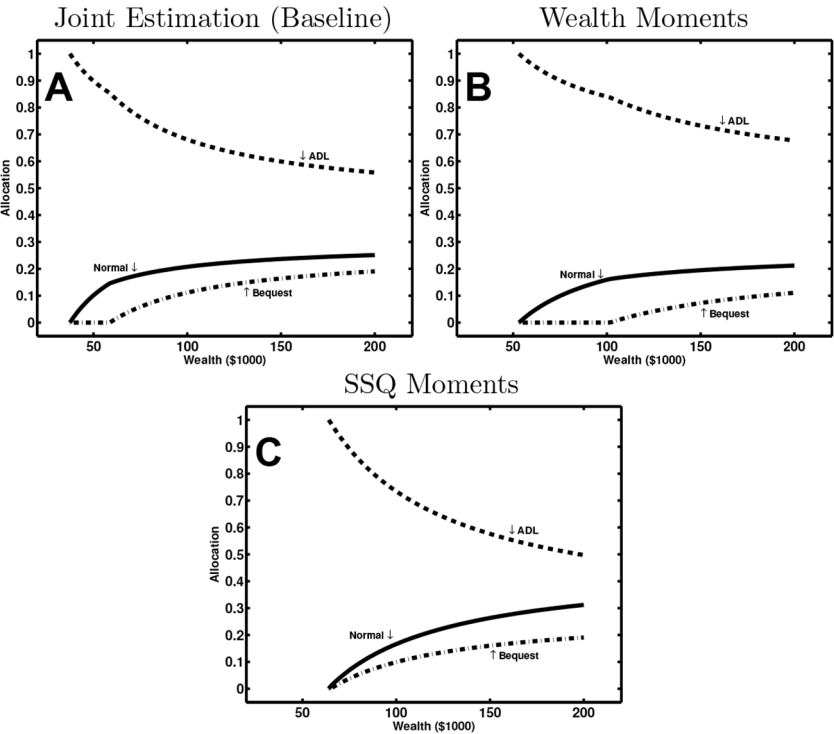 Joint Estimation (Baseline)
A
Allocation
1
0.9
0.8
0.7
0.6
0.5
0.4
0.3
0.2
0.1
0
↓ADL
Normal ↓
↑Bequest
50 100 150 200
Wealth ($1000)
Wealth Moments
B
Allocation
1
0.9
0.8
0.7
0.6
0.5
0.4
0.3
0.2
0.1
0
↓ADL
Normal ↓
↑Bequest
50 100 150 200
Wealth ($1000)
SSQ Moments
C
Allocation
1
0.9
0.8
0.7
0.6
0.5
0.4
0.3
0.2
0.1
0
↓ADL
Normal ↓
↑Bequest
50 100 150 200
Wealth ($1000)